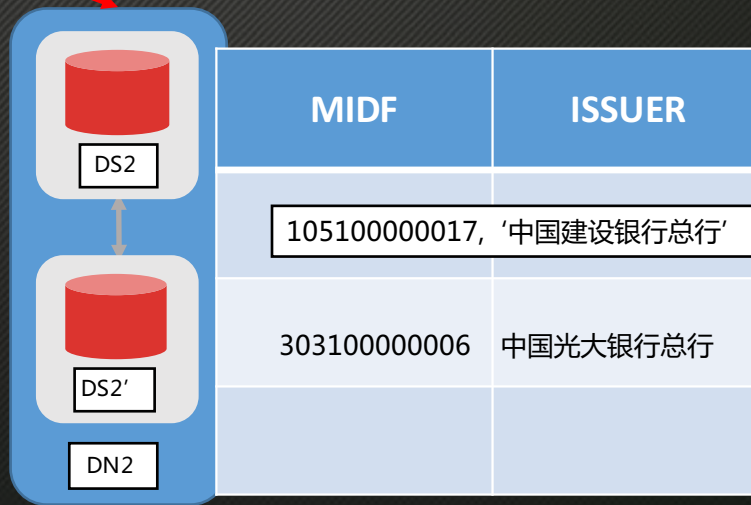 DS2
DS2’
DN2
MIDF ISSUER
105100000017,‘中国建设银行总行’
303100000006 中国光大银行总行